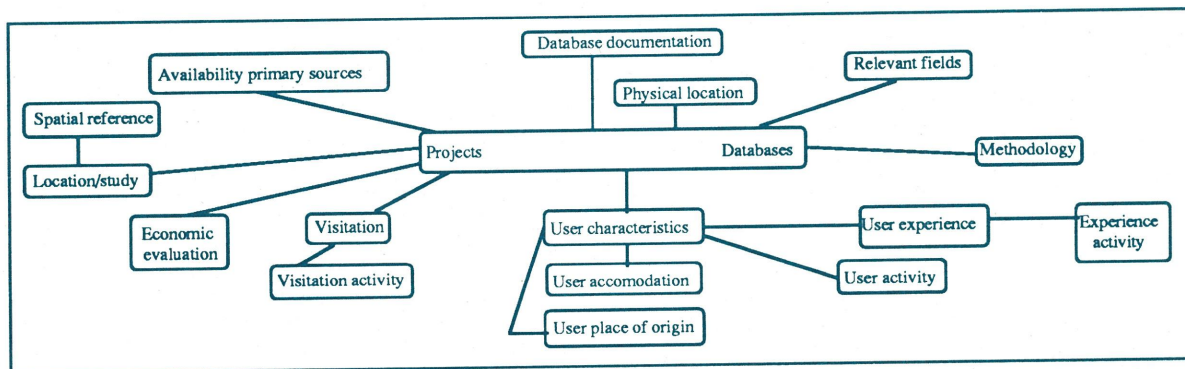 Database documentation
Relevant fields
Availability primary sources
Physical location
Spatial reference
Projects Databases
Methodology
Location/study
Economic
evaluation
Visitation
User characteristics
User experience
Experience
activity
Visitation activity
User accomodation
User activity
User place of origin